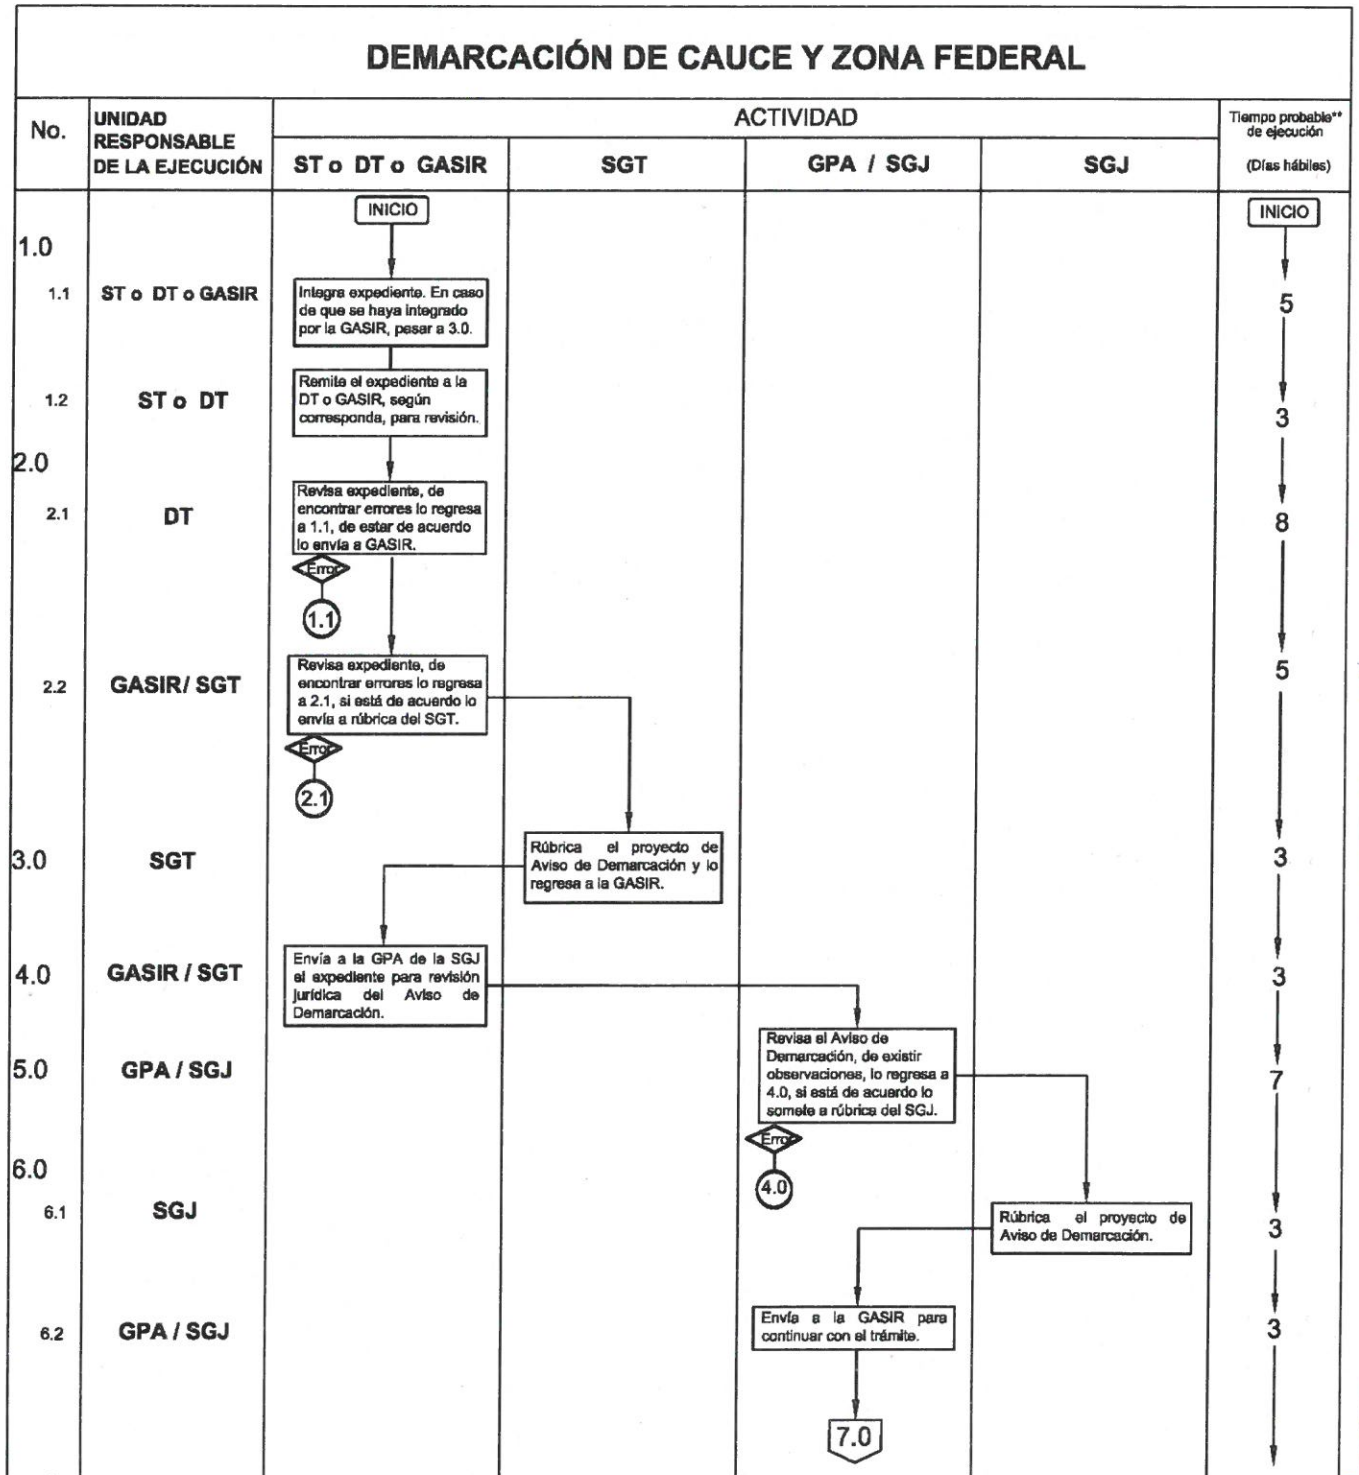 DEMARCACIÓN DE CAUCE Y ZONA FEDERAL
No.
UNIDAD
RESPONSABLE
DE LA EJECUCIÓN
ACTIVIDAD
ST o DT o GASIR
SGT
GPA / SGJ
SGJ
Tiempo probable**
de ejecución
(Días hábiles)
INICIO
INICIO
1.0
1.1
ST o DT o GASIR
Integra expediente. En caso
de que se haya integrado
por la GASIR, pasar a 3.0.
5
1.2
ST o DT
Remite el expediente a la
DT o GASIR, según
corresponda, para revisión.
3
2.0
2.1
DT
Revisa expediente, de
encontrar errores lo regresa
a 1.1, de estar de acuerdo
lo envía a GASIR.
8
Error
1.1
2.2
GASIR/ SGT
Revisa expediente, de
encontrar errores lo regresa
a 2.1, si está de acuerdo lo
envía a rúbrica del SGT.
5
Error
2.1
3.0
SGT
Rúbrica el proyecto de
Aviso de Demarcación y lo
regresa a la GASIR.
3
4.0
GASIR / SGT
Envía a la GPA de la SGJ
el expediente para revisión
jurídica del Aviso de
Demarcación.
3
5.0
GPA / SGJ
Revisa el Aviso de
Demarcación, de existir
observaciones, lo regresa a
4.0, si está de acuerdo lo
somete a rúbrica del SGJ.
7
Error
4.0
6.0
6.1
SGJ
Rúbrica el proyecto de
Aviso de Demarcación.
3
6.2
GPA / SGJ
Envía a la GASIR para
continuar con el trámite.
3
7.0